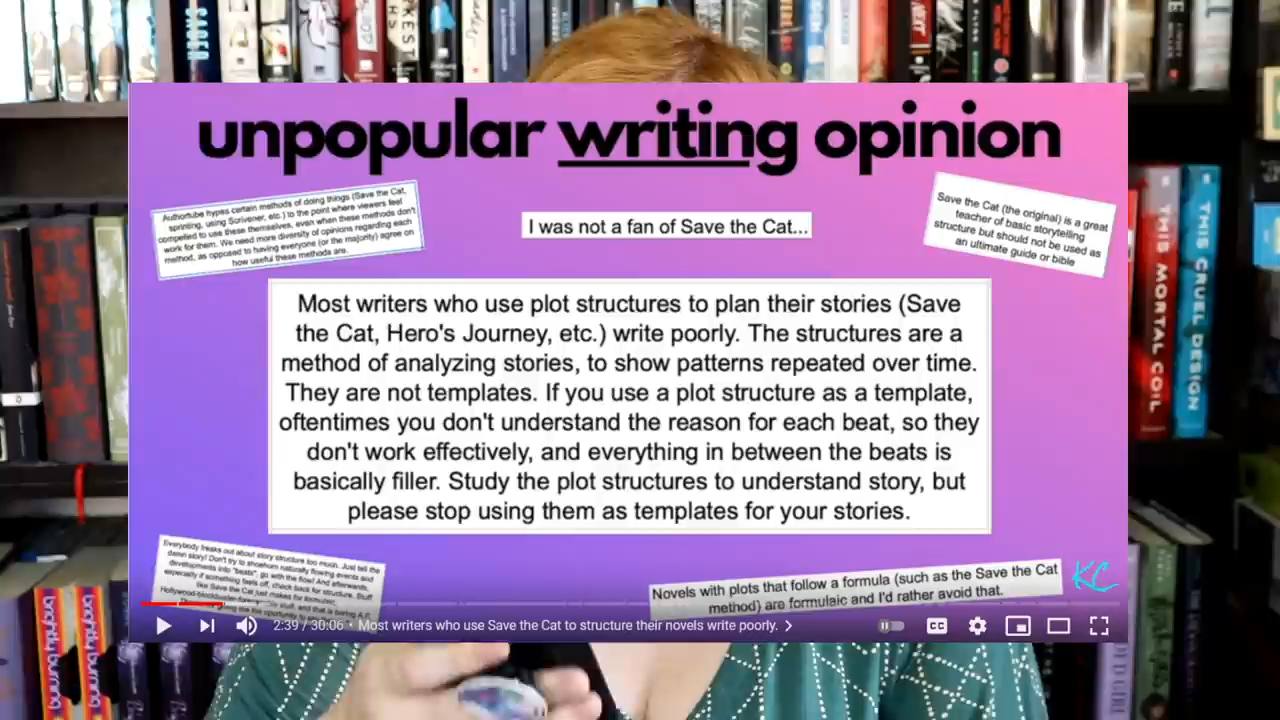 unpopular writing opinion
Authortube hypes certain methods of doing things (Save the Cat,
sprinting, using Scrivener, etc.) to the point where viewers feel
compelled to use these themselves, even when these methods don't
work for them. We need more diversity of opinions regarding each
method, as opposed to having everyone (or the majority) agree on
how useful these methods are.
I was not a fan of Save the Cat...
Save the Cat (the original) is a great
teacher of basic storytelling
structure but should not be used as
an ultimate guide or bible
Most writers who use plot structures to plan their stories (Save
the Cat, Hero's Journey, etc.) write poorly. The structures are a
method of analyzing stories, to show patterns repeated over time.
They are not templates. If you use a plot structure as a template,
oftentimes you don't understand the reason for each beat, so they
don't work effectively, and everything in between the beats is
basically filler. Study the plot structures to understand story, but
please stop using them as templates for your stories.
Everybody freaks out about story structure too much. Just tell the
damn story! Don't try to shoehorn naturally flowing events and
developments into "beats", go with the flow! And afterwards,
especially if something feels off, check back for structure. Stuff
like Save the Cat just makes for formulaic,
Novels with plots that follow a formula (such as the Save the Cat
method) are formulaic and I'd rather avoid that.
KC
2:39 / 30:06 • Most writers who use Save the Cat to structure their novels write poorly.
CC
THIS MORTAL COIL
THIS CRUEL DESIGN
brightly burning
brightly burning